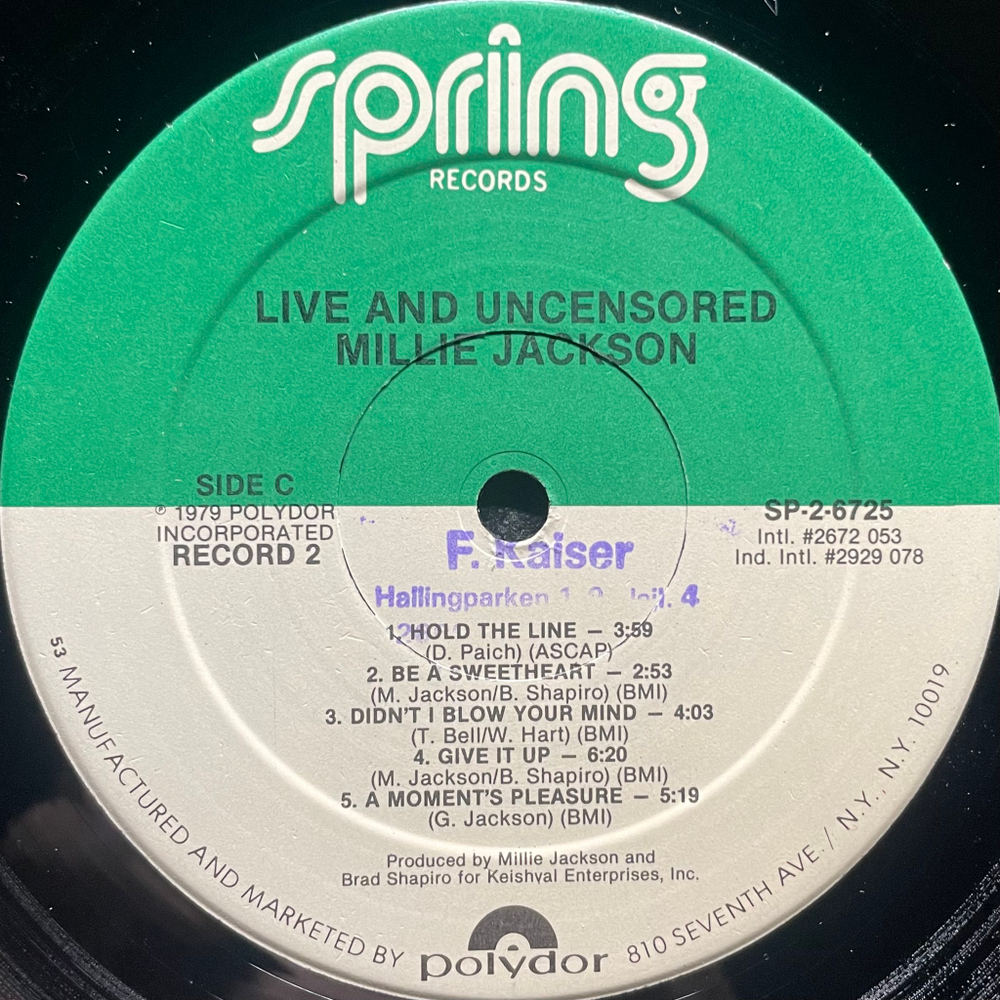 spring
RECORDS
LIVE AND UNCENSORED
MILLIE JACKSON
SIDE C
℗ 1979 POLYDOR
INCORPORATED
RECORD 2
SP-2-6725
Intl. #2672 053
Ind. Intl. #2929 078
F. Kaiser
Hallingparken 1, 4
1. HOLD THE LINE — 3:59
(D. Paich) (ASCAP)
2. BE A SWEETHEART — 2:53
(M. Jackson/B. Shapiro) (BMI)
3. DIDN'T I BLOW YOUR MIND — 4:03
(T. Bell/W. Hart) (BMI)
4. GIVE IT UP — 6:20
(M. Jackson/B. Shapiro) (BMI)
5. A MOMENT'S PLEASURE — 5:19
(G. Jackson) (BMI)
Produced by Millie Jackson and
Brad Shapiro for Keishval Enterprises, Inc.
53 MANUFACTURED AND MARKETED BY polydor 810 SEVENTH AVE. / N.Y., N.Y. 10019